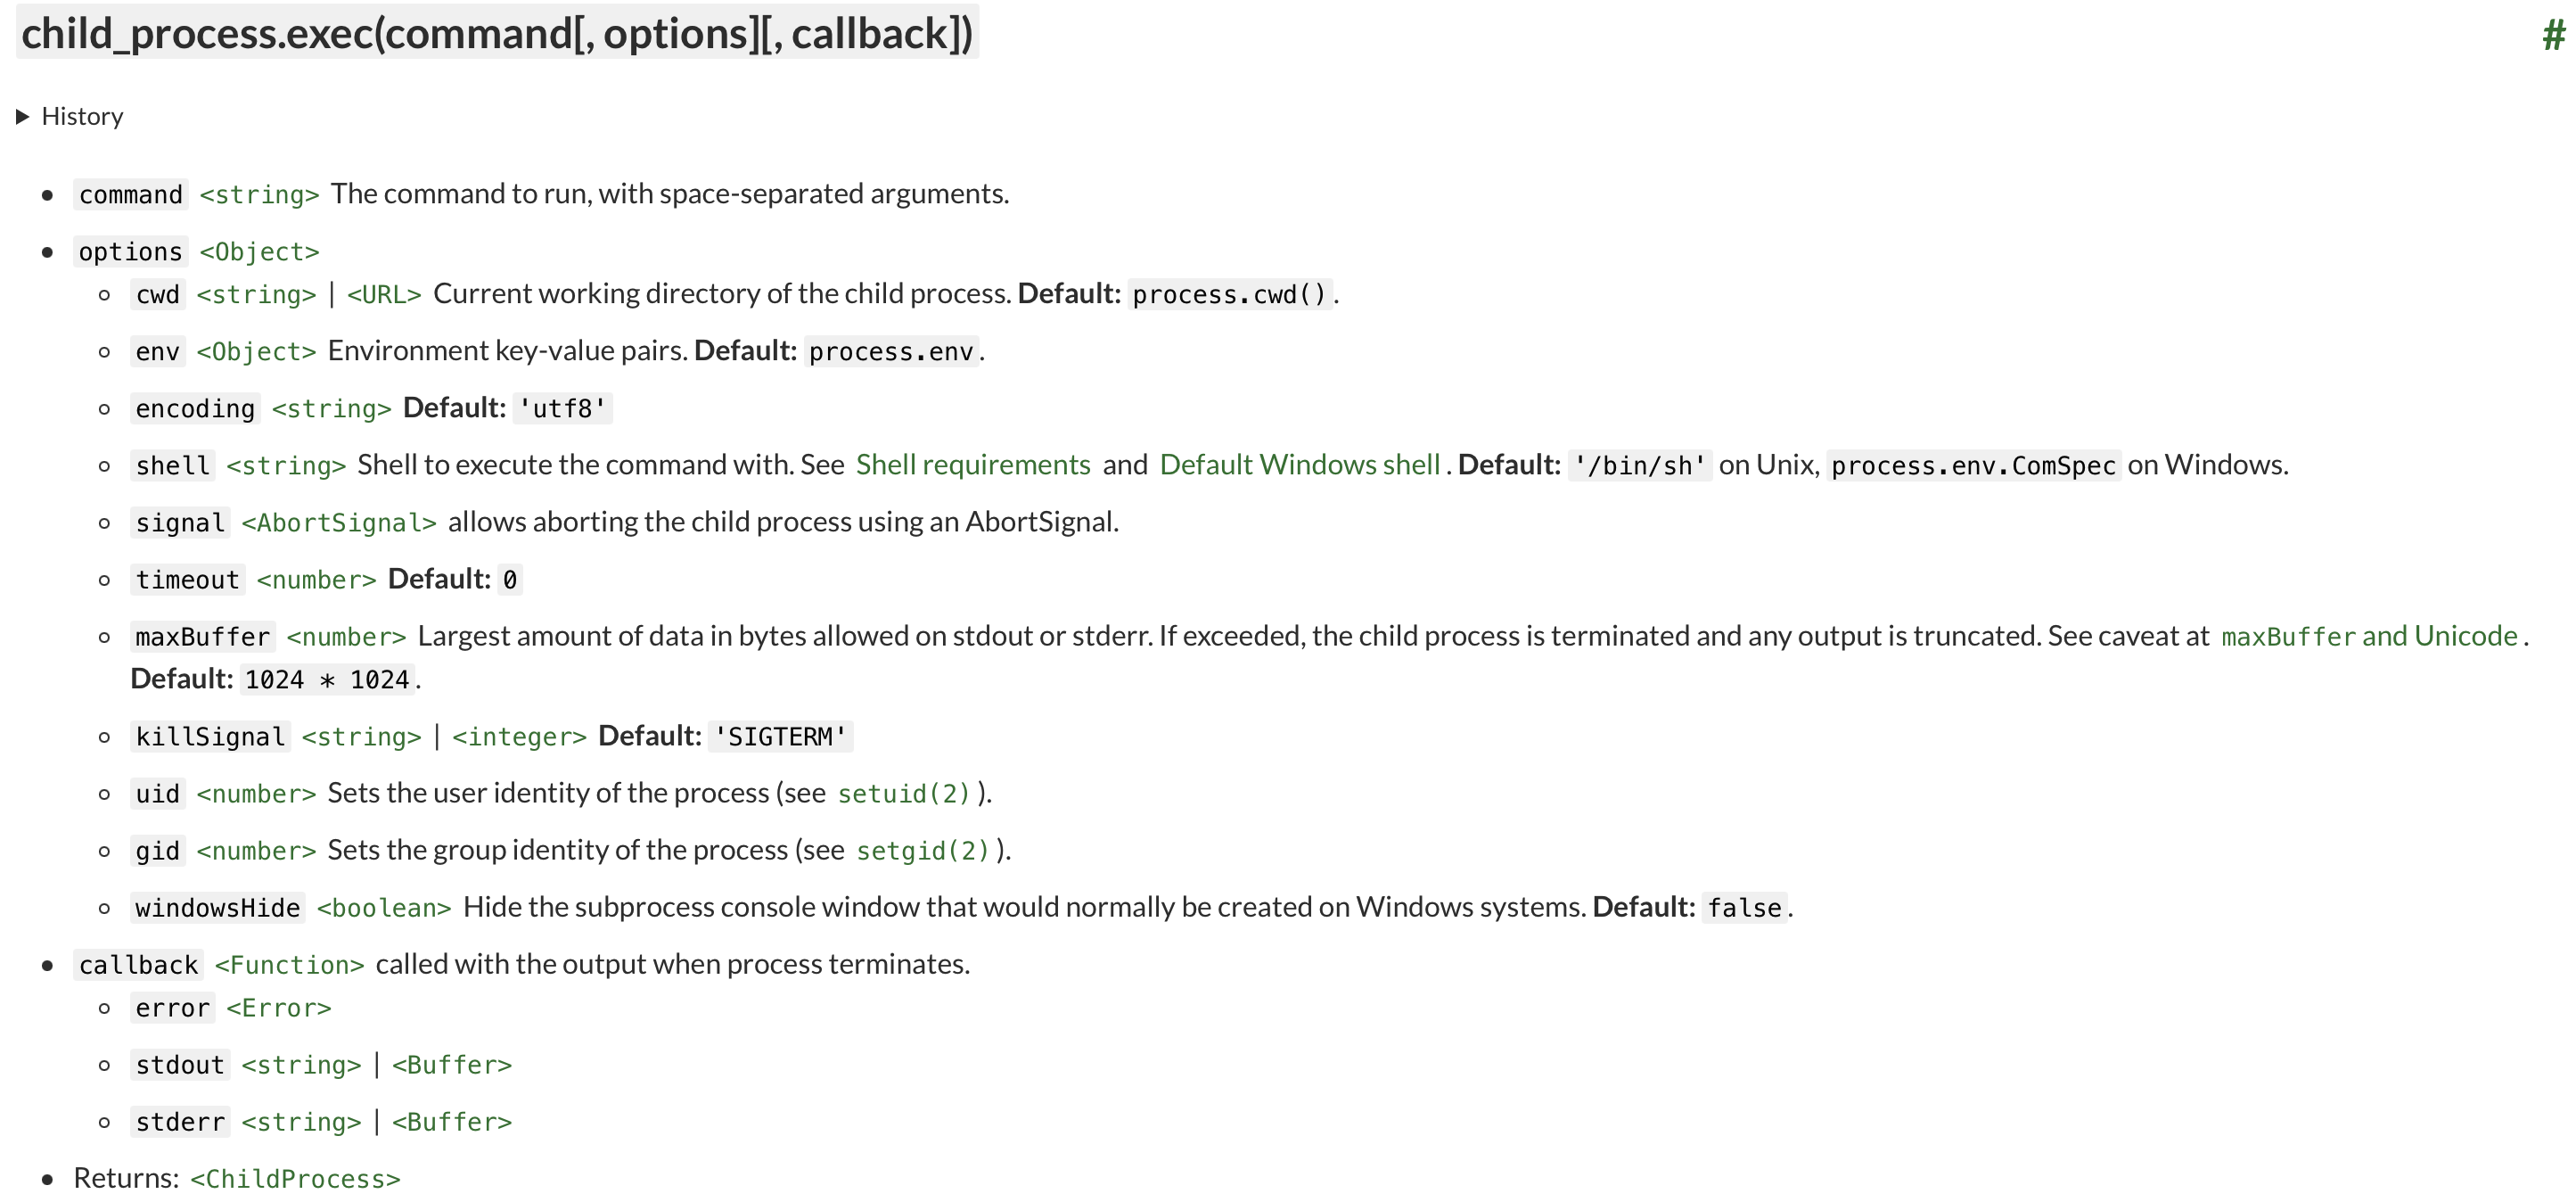 child_process.exec(command[, options][, callback])
#
▶ History
• command <string> The command to run, with space-separated arguments.
• options <Object>
◦ cwd <string> | <URL> Current working directory of the child process. Default: process.cwd().
◦ env <Object> Environment key-value pairs. Default: process.env.
◦ encoding <string> Default: 'utf8'
◦ shell <string> Shell to execute the command with. See Shell requirements and Default Windows shell. Default: '/bin/sh' on Unix, process.env.ComSpec on Windows.
◦ signal <AbortSignal> allows aborting the child process using an AbortSignal.
◦ timeout <number> Default: 0
◦ maxBuffer <number> Largest amount of data in bytes allowed on stdout or stderr. If exceeded, the child process is terminated and any output is truncated. See caveat at maxBuffer and Unicode.
Default: 1024 * 1024.
◦ killSignal <string> | <integer> Default: 'SIGTERM'
◦ uid <number> Sets the user identity of the process (see setuid(2)).
◦ gid <number> Sets the group identity of the process (see setgid(2)).
◦ windowsHide <boolean> Hide the subprocess console window that would normally be created on Windows systems. Default: false.
• callback <Function> called with the output when process terminates.
◦ error <Error>
◦ stdout <string> | <Buffer>
◦ stderr <string> | <Buffer>
• Returns: <ChildProcess>